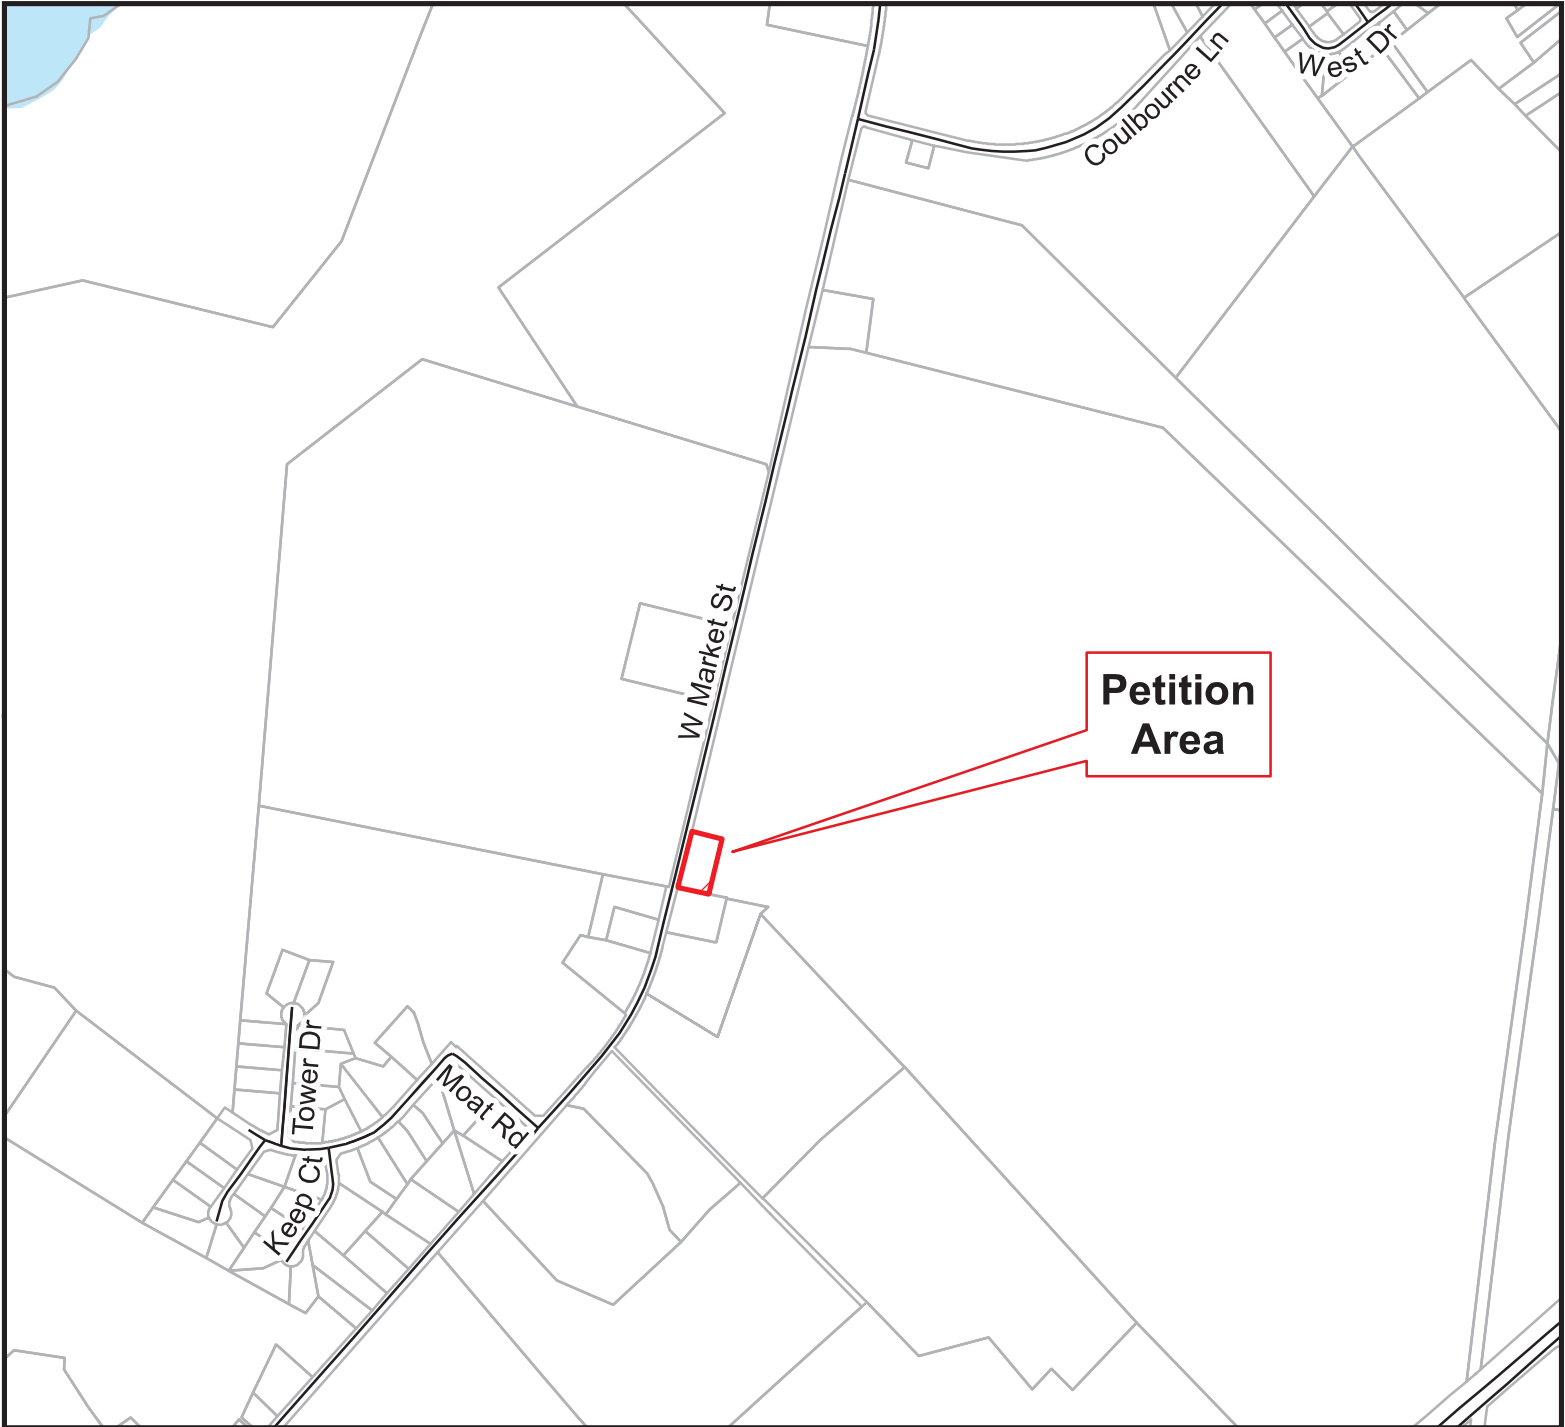 West Dr
Coulbourne Ln
W Market St
Petition
Area
Tower Dr
Moat Rd
Keep Ct